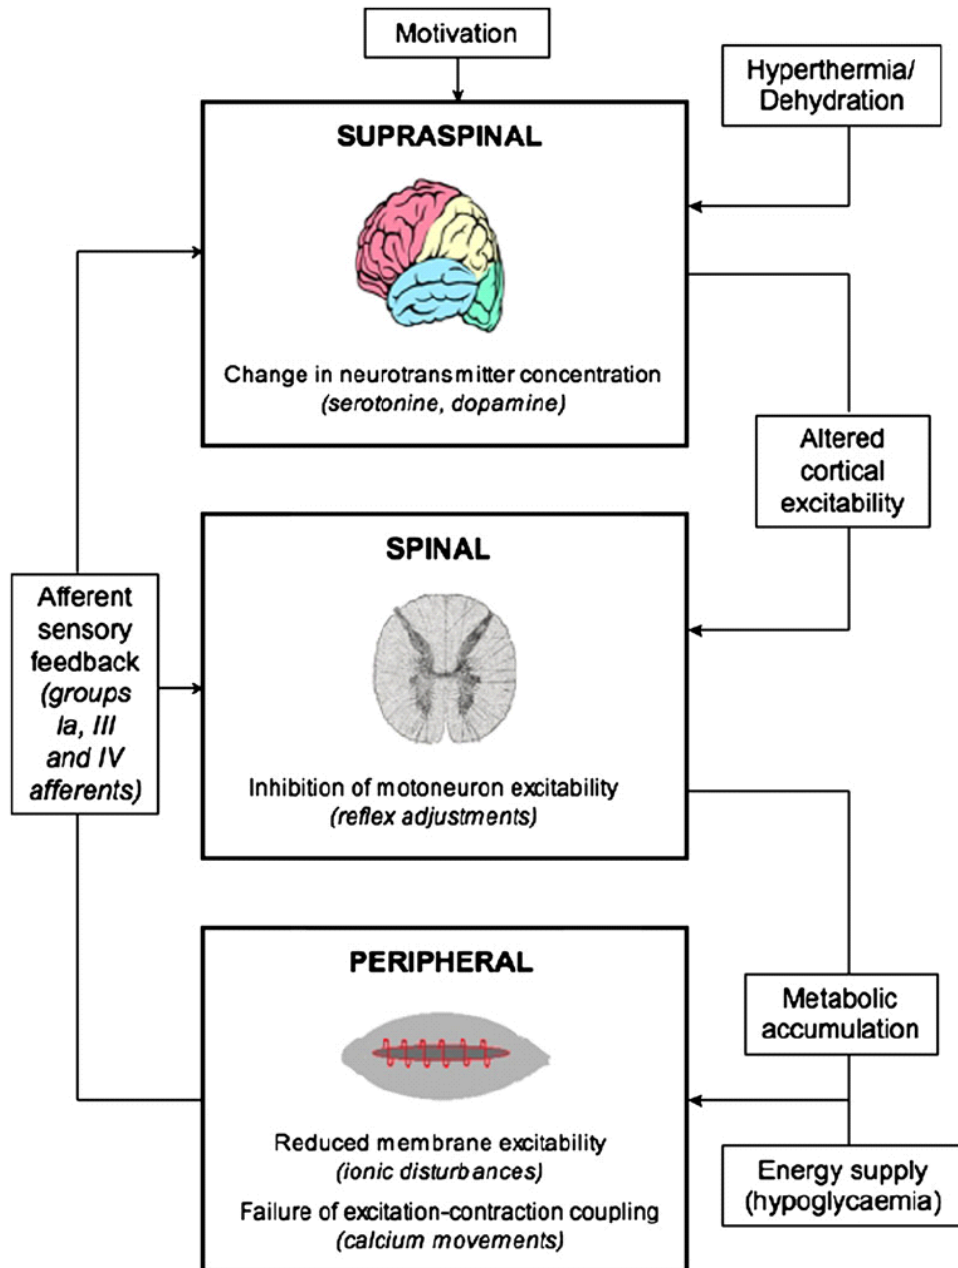 Motivation
Hyperthermia/
Dehydration
SUPRASPINAL
Change in neurotransmitter concentration
(serotonine, dopamine)
Altered
cortical
excitability
SPINAL
Inhibition of motoneuron excitability
(reflex adjustments)
Afferent
sensory
feedback
(groups
Ia, III
and IV
afferents)
PERIPHERAL
Reduced membrane excitability
(ionic disturbances)
Failure of excitation-contraction coupling
(calcium movements)
Metabolic
accumulation
Energy supply
(hypoglycaemia)